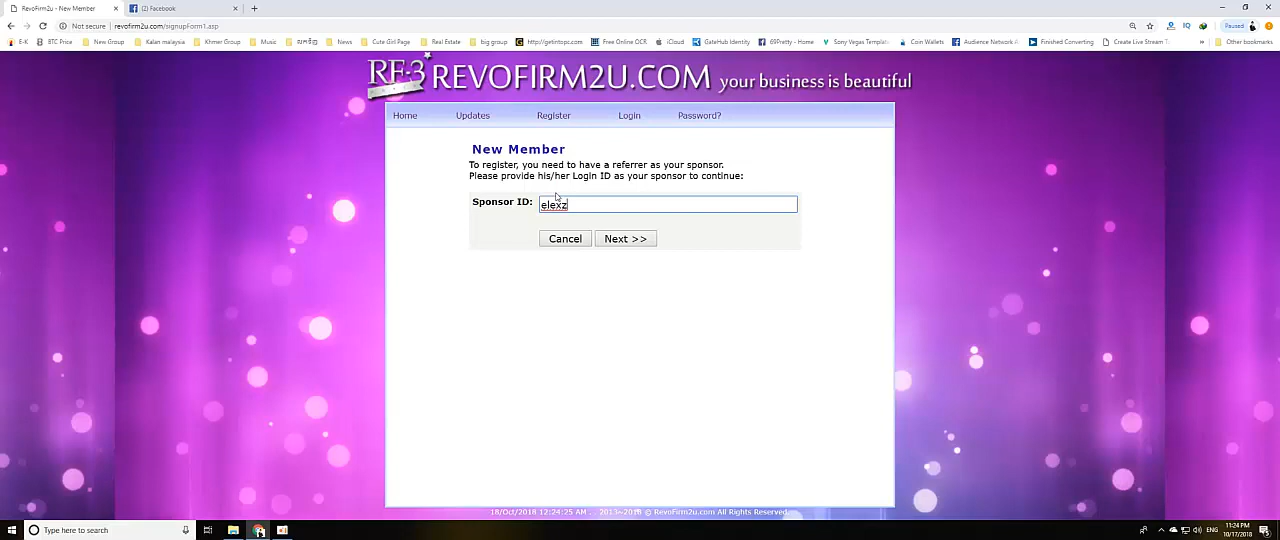 RevoFirm2u - New Member
(2) Facebook
Not secure | revofirm2u.com/signupForm1.asp
Paused
E-K
BTC Price
New Group
Kalan malaysia
Khmer Group
Music
News
Cute Girl Page
Real Estate
big group
http://getintopc.com
Free Online OCR
iCloud
GateHub Identity
69Pretty - Home
Sony Vegas Templat
Coin Wallets
Audience Network A
Finished Converting
Create Live Stream T
Other bookmarks
RF-3 REVOFIRM2U.COM your business is beautiful
Home Updates Register Login Password?
New Member
To register, you need to have a referrer as your sponsor.
Please provide his/her Login ID as your sponsor to continue:
Sponsor ID: elexz
Cancel Next >>
18/Oct/2018 12:24:25 AM . . 2013~2018 © RevoFirm2u.com All Rights Reserved.
Type here to search
ENG
11:24 PM
10/17/2018